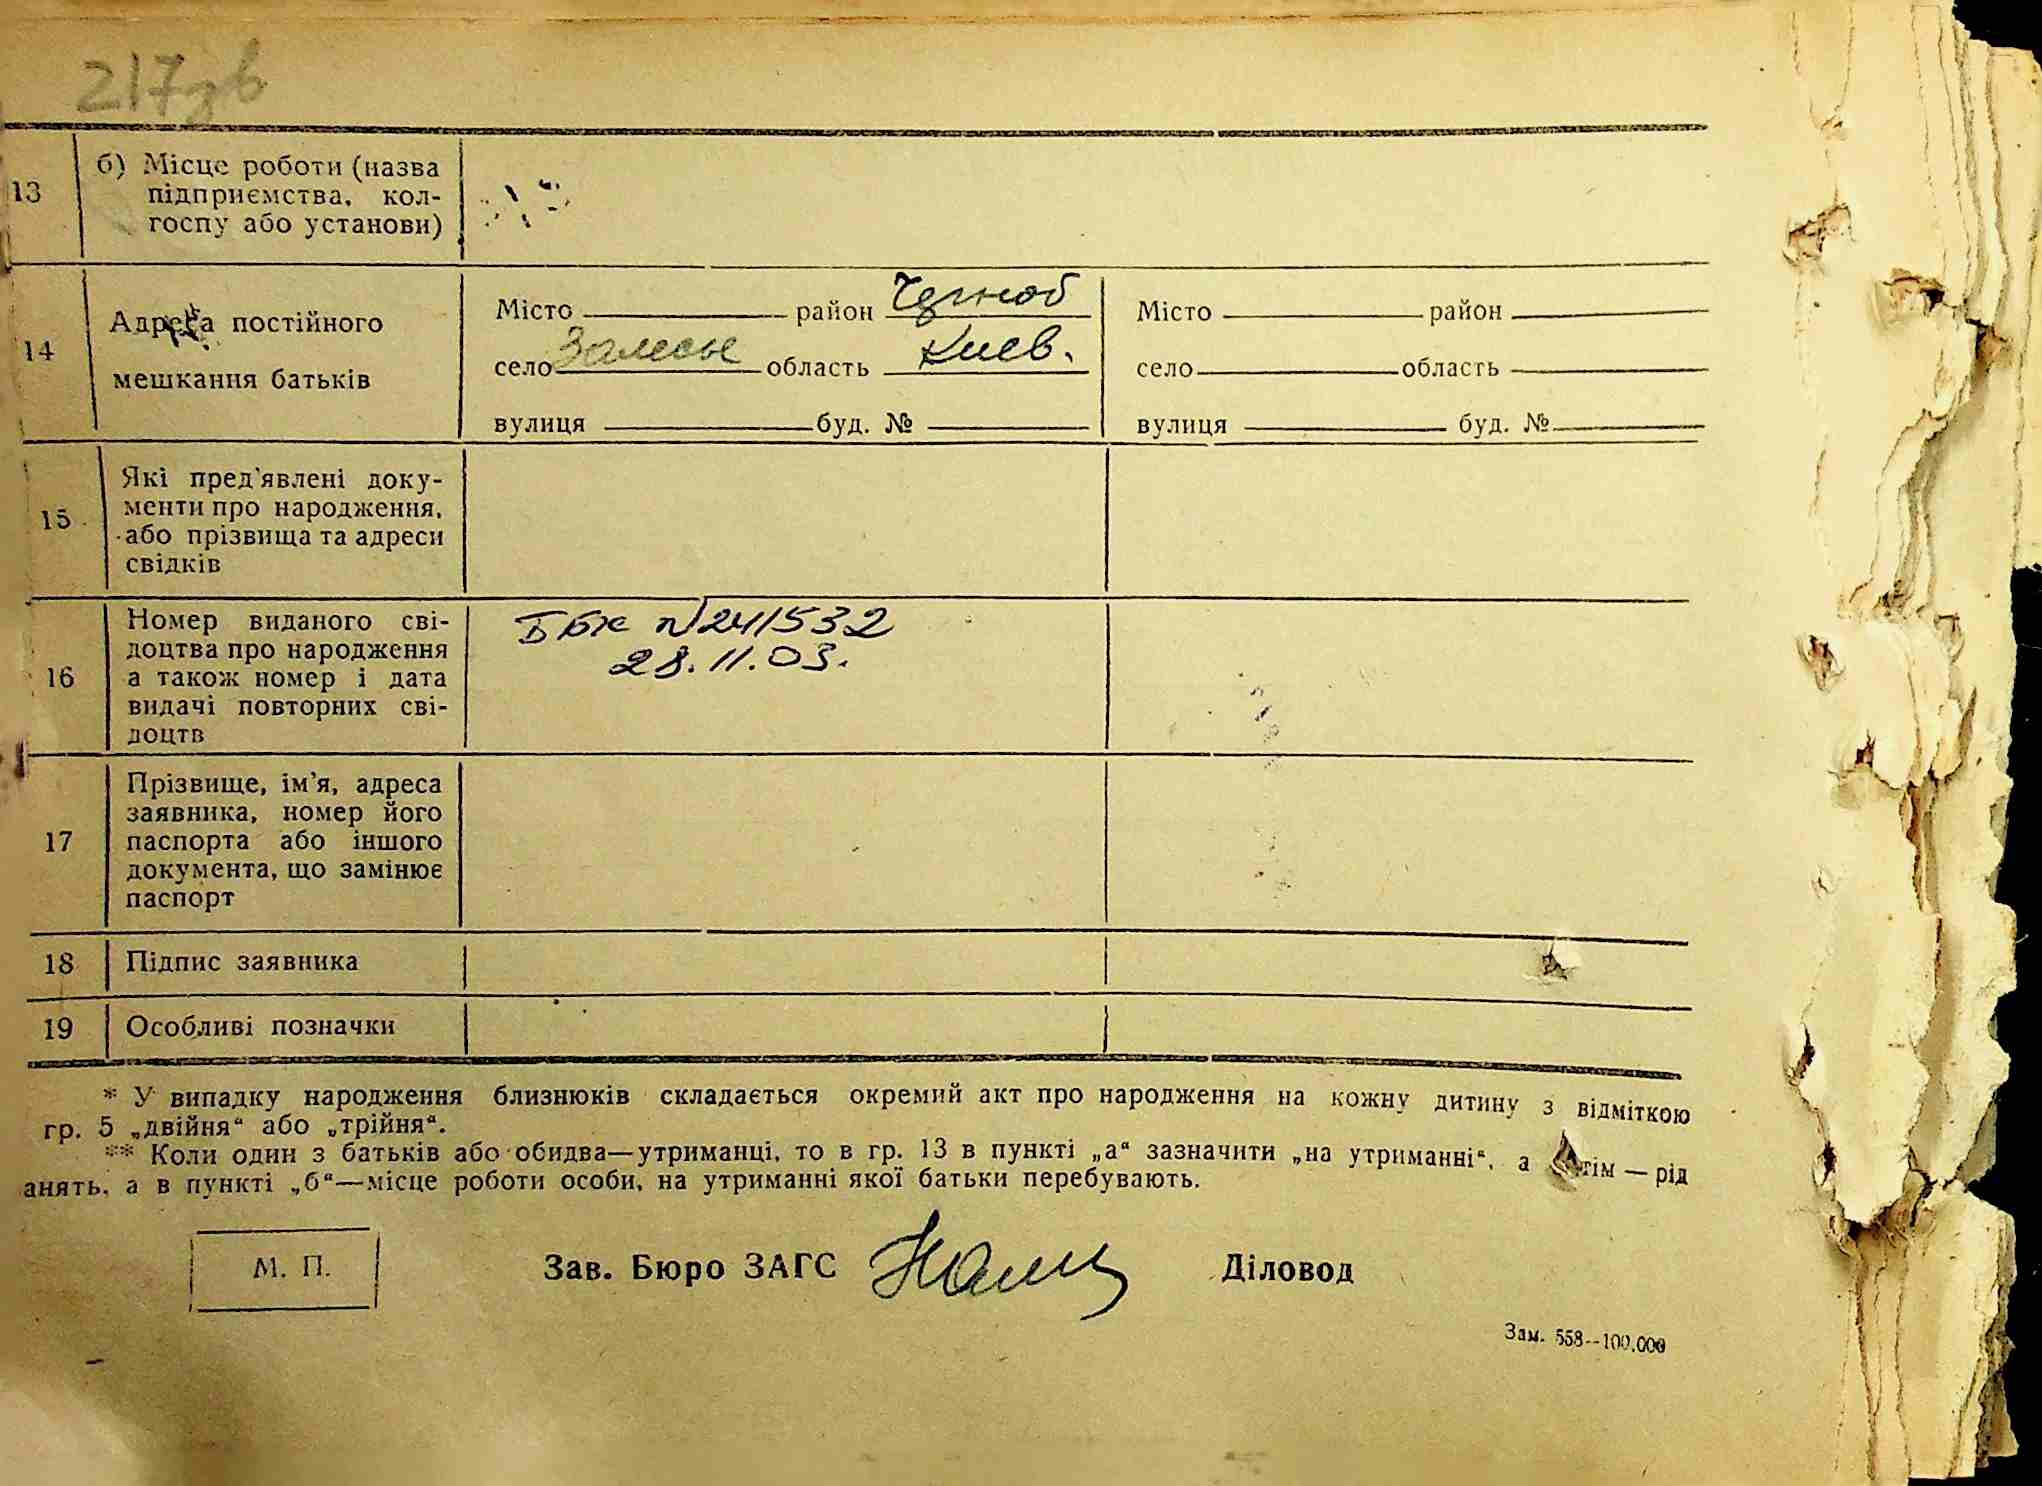 217зв
13
б) Місце роботи (назва
підприємства, кол-
госпу або установи)
14
Адреса постійного
мешкання батьків
Місто район Черноб
село Залесье область Киев.
вулиця буд. №
Місто район
село область
вулиця буд. №
15
Які пред'явлені доку-
менти про народження,
або прізвища та адреси
свідків
16
Номер виданого сві-
доцтва про народження
а також номер і дата
видачі повторних сві-
доцтв
№241532
28.11.03.
17
Прізвище, ім'я, адреса
заявника, номер його
паспорта або іншого
документа, що замінює
паспорт
18
Підпис заявника
19
Особливі позначки
* У випадку народження близнюків складається окремий акт про народження на кожну дитину з відміткою
гр. 5 „двійня“ або „трійня“.
** Коли один з батьків або обидва—утриманці, то в гр. 13 в пункті „а“ зазначити „на утриманні“, а тім — рід
анять, а в пункті „б“—місце роботи особи, на утриманні якої батьки перебувають.
М. П.
Зав. Бюро ЗАГС
Діловод
Зам. 558--100.000